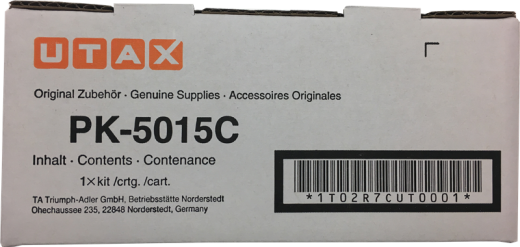 UTAX
Original Zubehör · Genuine Supplies · Accessoires Originales
PK-5015C
Inhalt · Contents · Contenance
1×kit /crtg. /cart.
TA Triumph-Adler GmbH, Betriebsstätte Norderstedt
Ohechaussee 235, 22848 Norderstedt, Germany
*1T02R7CUT0001*